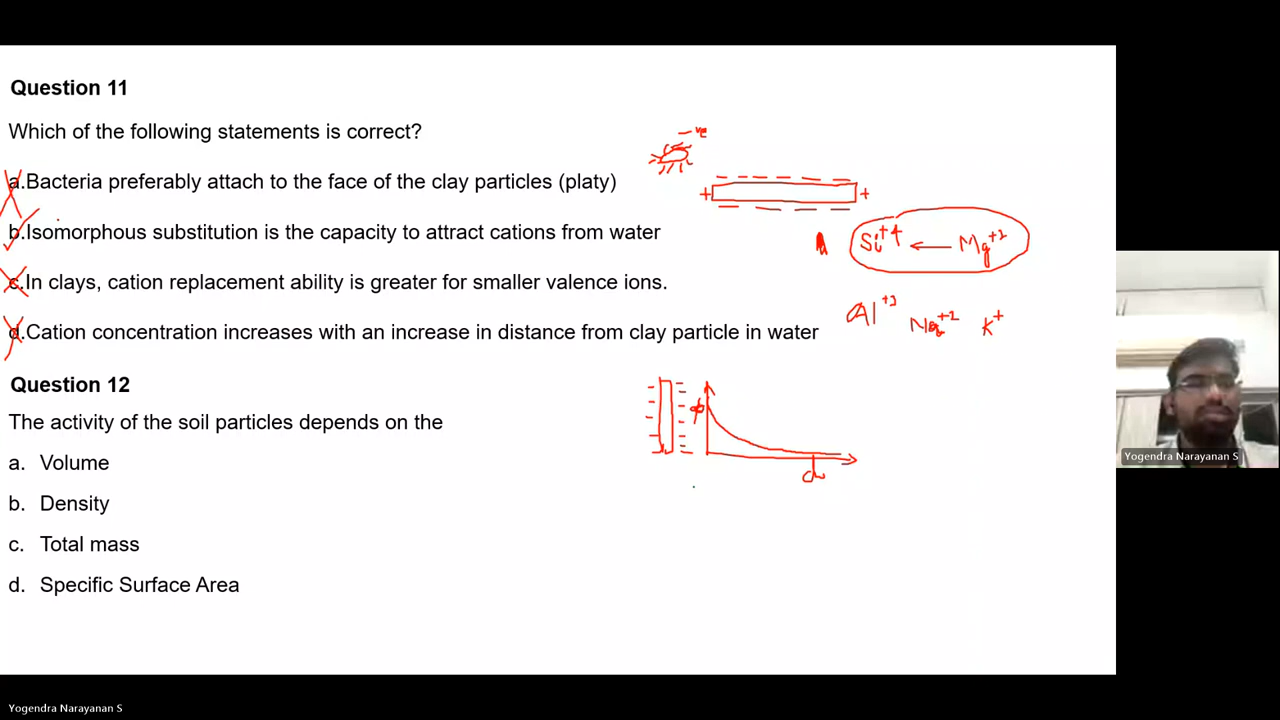 Question 11
Which of the following statements is correct?
-ve
a.Bacteria preferably attach to the face of the clay particles (platy)
+ +
b.Isomorphous substitution is the capacity to attract cations from water
Si+4 ← Mg+2
c.In clays, cation replacement ability is greater for smaller valence ions.
Al+3 Mg+2 K+
d.Cation concentration increases with an increase in distance from clay particle in water
Question 12
The activity of the soil particles depends on the
a. Volume
b. Density
c. Total mass
d. Specific Surface Area
Yogendra Narayanan S
Yogendra Narayanan S